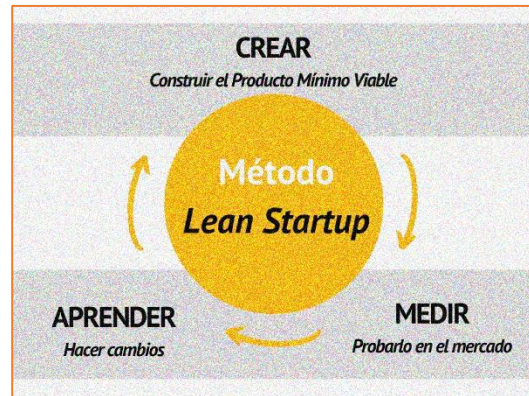 CREAR
Construir el Producto Mínimo Viable
Método
Lean Startup
APRENDER
Hacer cambios
MEDIR
Probarlo en el mercado